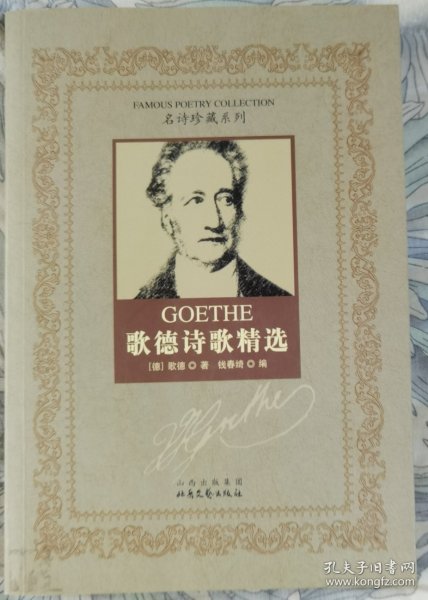 FAMOUS POETRY COLLECTION
名诗珍藏系列
GOETHE
歌德诗歌精选
[德] 歌德 ◎ 著 钱春绮 ◎ 编
Goethe
山西出版集团
北岳文艺出版社
孔夫子旧书网
www.kongfz.com